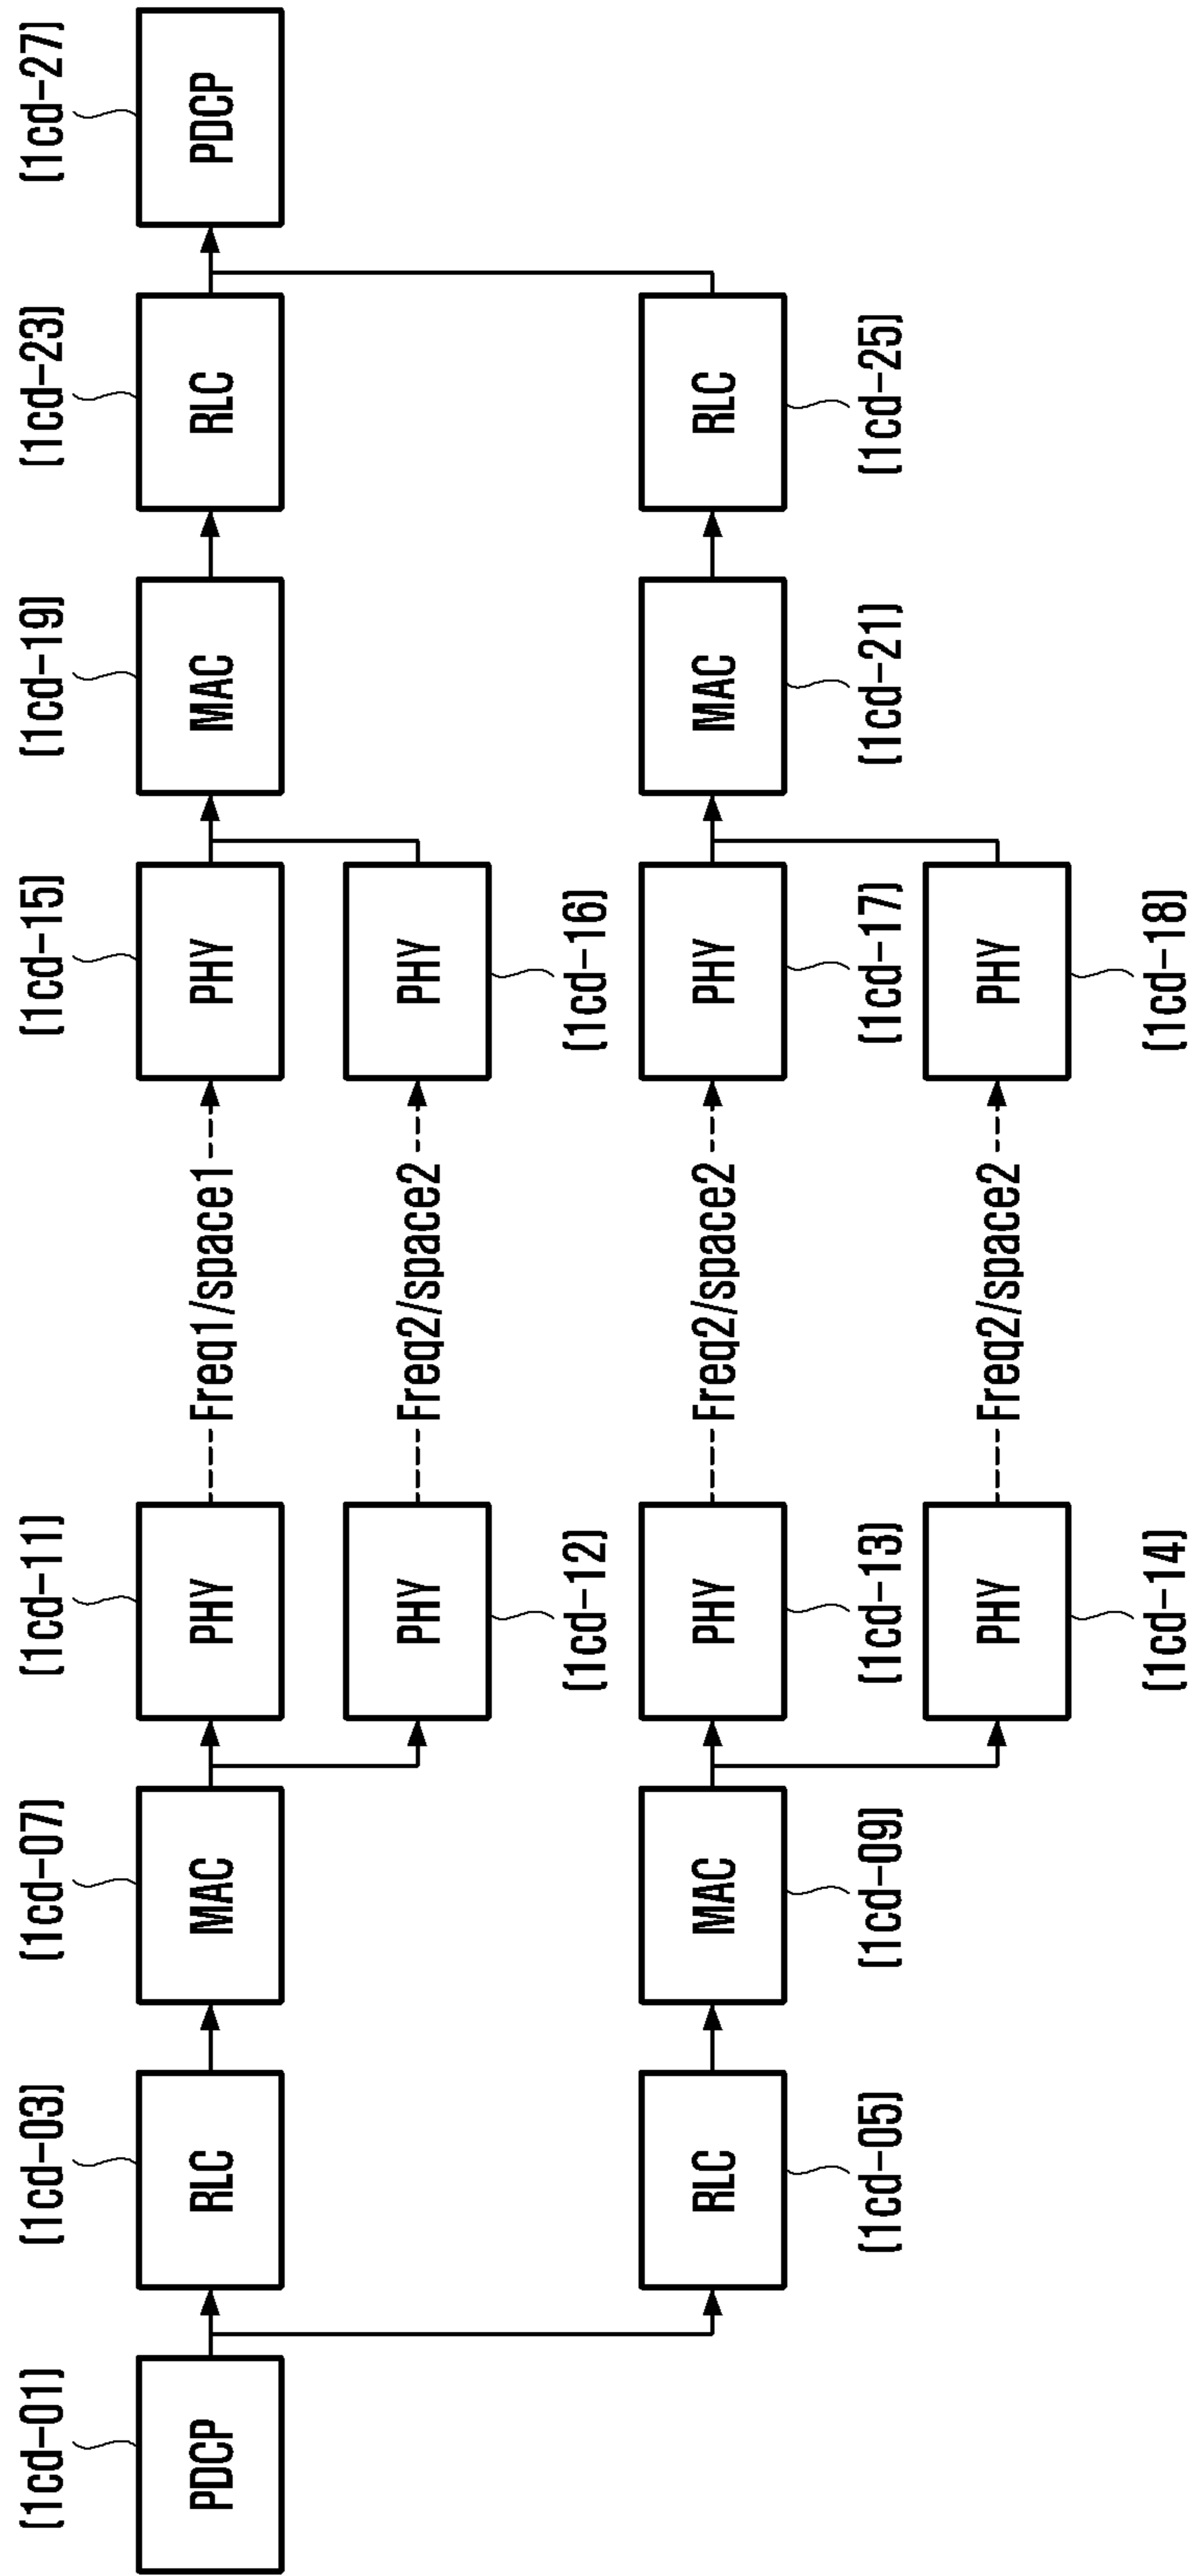 (1cd-01)
(1cd-03)
(1cd-07)
(1cd-11)
(1cd-15)
(1cd-19)
(1cd-23)
(1cd-27)
PDCP
RLC
MAC
PHY
Freq1/space1
PHY
MAC
RLC
PDCP
PHY
Freq2/space2
PHY
(1cd-12)
(1cd-16)
RLC
MAC
PHY
Freq2/space2
PHY
MAC
RLC
(1cd-05)
(1cd-09)
(1cd-13)
(1cd-17)
(1cd-21)
(1cd-25)
PHY
Freq2/space2
PHY
(1cd-14)
(1cd-18)